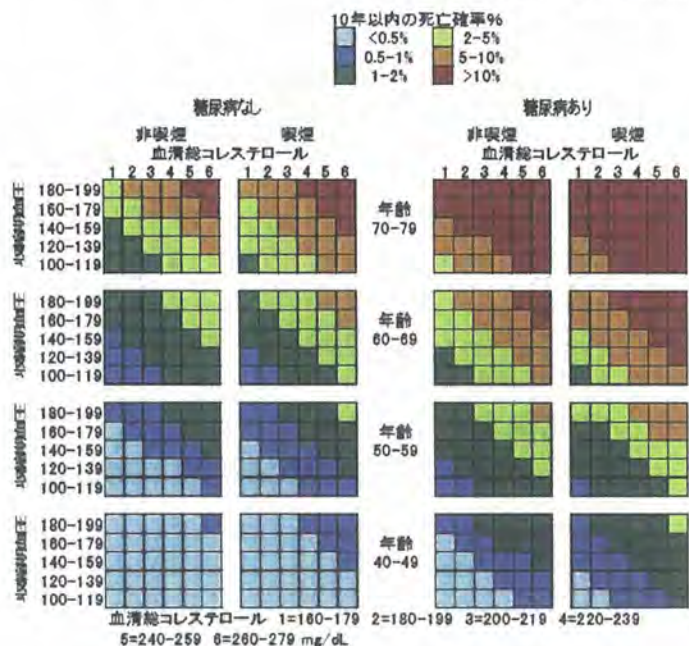 10年以内の死亡確率%
<0.5% 2-5%
0.5-1% 5-10%
1-2% >10%
糖尿病なし 糖尿病あり
非喫煙 喫煙 非喫煙 喫煙
血清総コレステロール 血清総コレステロール
1 2 3 4 5 6 1 2 3 4 5 6 1 2 3 4 5 6 1 2 3 4 5 6
180-199
160-179 年齢
140-159 70-79
120-139
100-119
180-199
160-179 年齢
140-159 60-69
120-139
100-119
180-199
160-179 年齢
140-159 50-59
120-139
100-119
180-199
160-179 年齢
140-159 40-49
120-139
100-119
血清総コレステロール 1=160-179 2=180-199 3=200-219 4=220-239
5=240-259 6=260-279 mg/dL